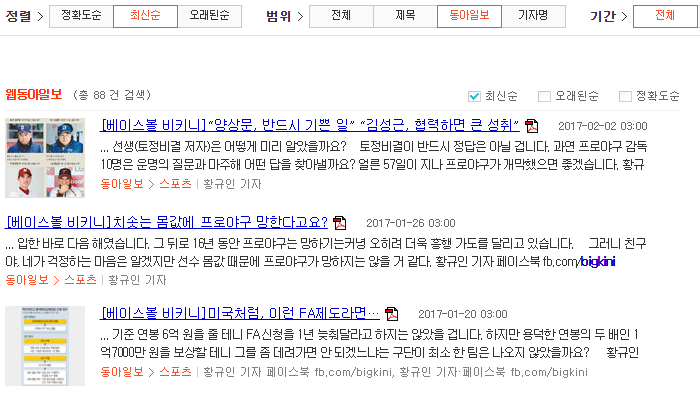 정렬 > 정확도순 최신순 오래된순 범위 > 전체 제목 동아일보 기자명 기간 > 전체
웹동아일보 (총 88 건 검색) 최신순 오래된순 정확도순
[베이스볼 비키니]“양상문, 반드시 기쁜 일” “김성근, 협력하면 큰 성취” 2017-02-02 03:00
... 선생(토정비결 저자)은 어떻게 미리 알았을까요? 토정비결이 반드시 정답은 아닐 겁니다. 과연 프로야구 감독
10명은 운명의 질문과 마주해 어떤 답을 찾아낼까요? 얼른 57일이 지나 프로야구가 개막했으면 좋겠습니다. 황규
동아일보 > 스포츠 | 황규인 기자
[베이스볼 비키니]치솟는 몸값에 프로야구 망한다고요? 2017-01-26 03:00
... 입한 바로 다음 해였습니다. 그 뒤로 16년 동안 프로야구는 망하기는커녕 오히려 더욱 흥행 가도를 달리고 있습니다. 그러니 친구
야, 네가 걱정하는 마음은 알겠지만 선수 몸값 때문에 프로야구가 망하지는 않을 거 같다. 황규인 기자 페이스북 fb.com/bigkini
동아일보 > 스포츠 | 황규인 기자
[베이스볼 비키니]미국처럼, 이런 FA제도라면… 2017-01-20 03:00
... 기준 연봉 6억 원을 줄 테니 FA신청을 1년 늦춰달라고 하지는 않았을 겁니다. 하지만 용덕한 연봉의 두 배인 1
억7000만 원을 보상할 테니 그를 좀 데려가면 안 되겠느냐는 구단이 최소 한 팀은 나오지 않았을까요? 황규인
동아일보 > 스포츠 | 황규인 기자 페이스북 fb.com/bigkini, 황규인 기자·페이스북 fb.com/bigkini